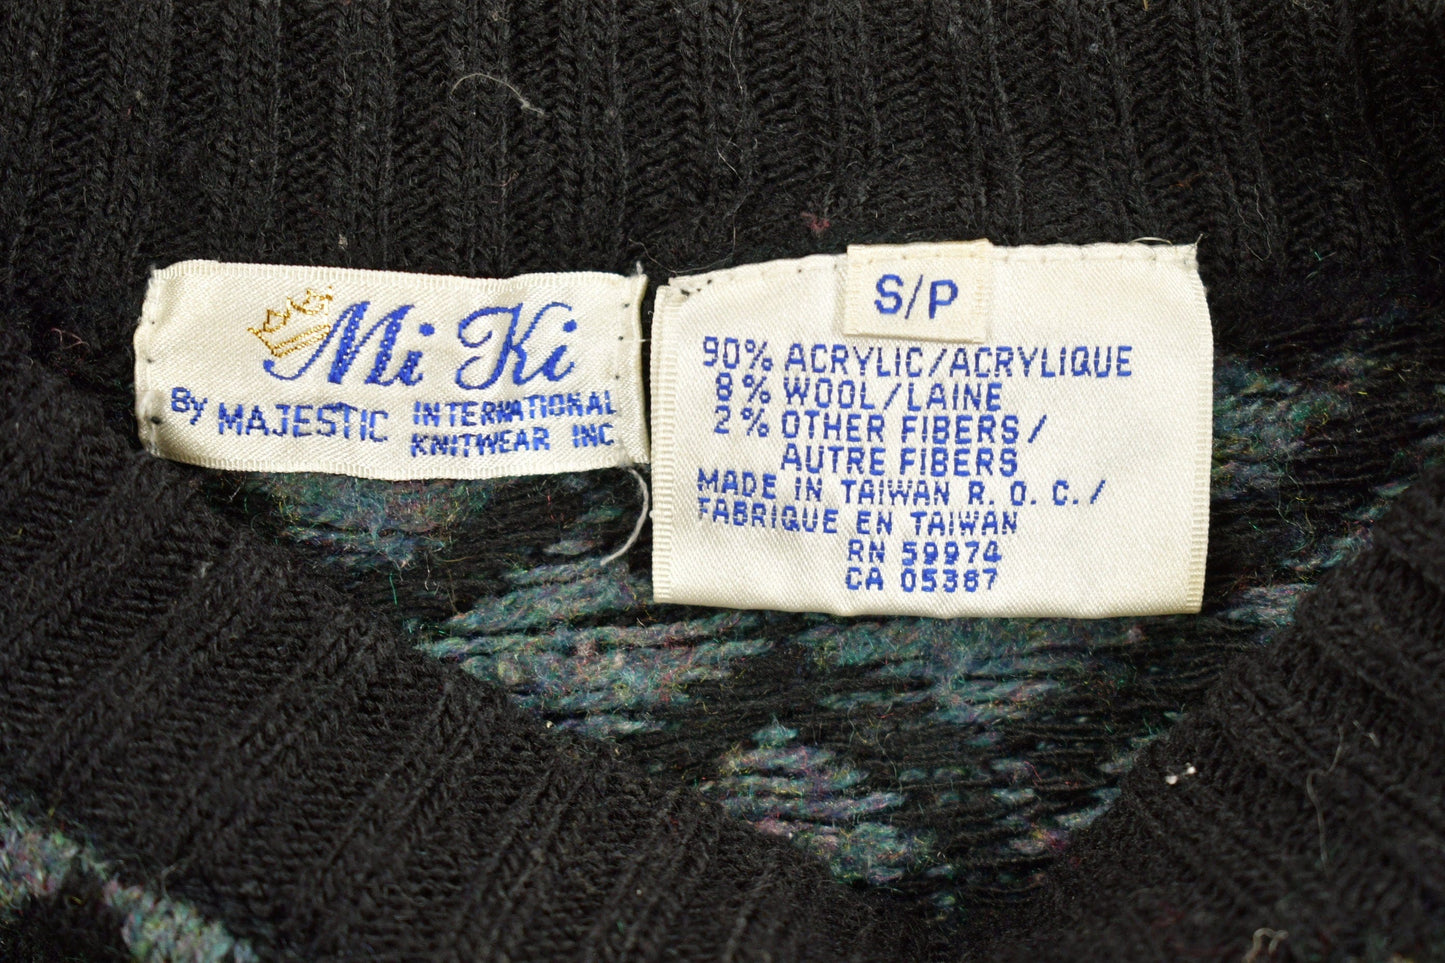 Mi Ki
By MAJESTIC INTERNATIONAL
KNITWEAR INC
S/P
90% ACRYLIC/ACRYLIQUE
8% WOOL/LAINE
2% OTHER FIBERS/
AUTRE FIBERS
MADE IN TAIWAN R.O.C./
FABRIQUE EN TAIWAN
RN 59974
CA 05387